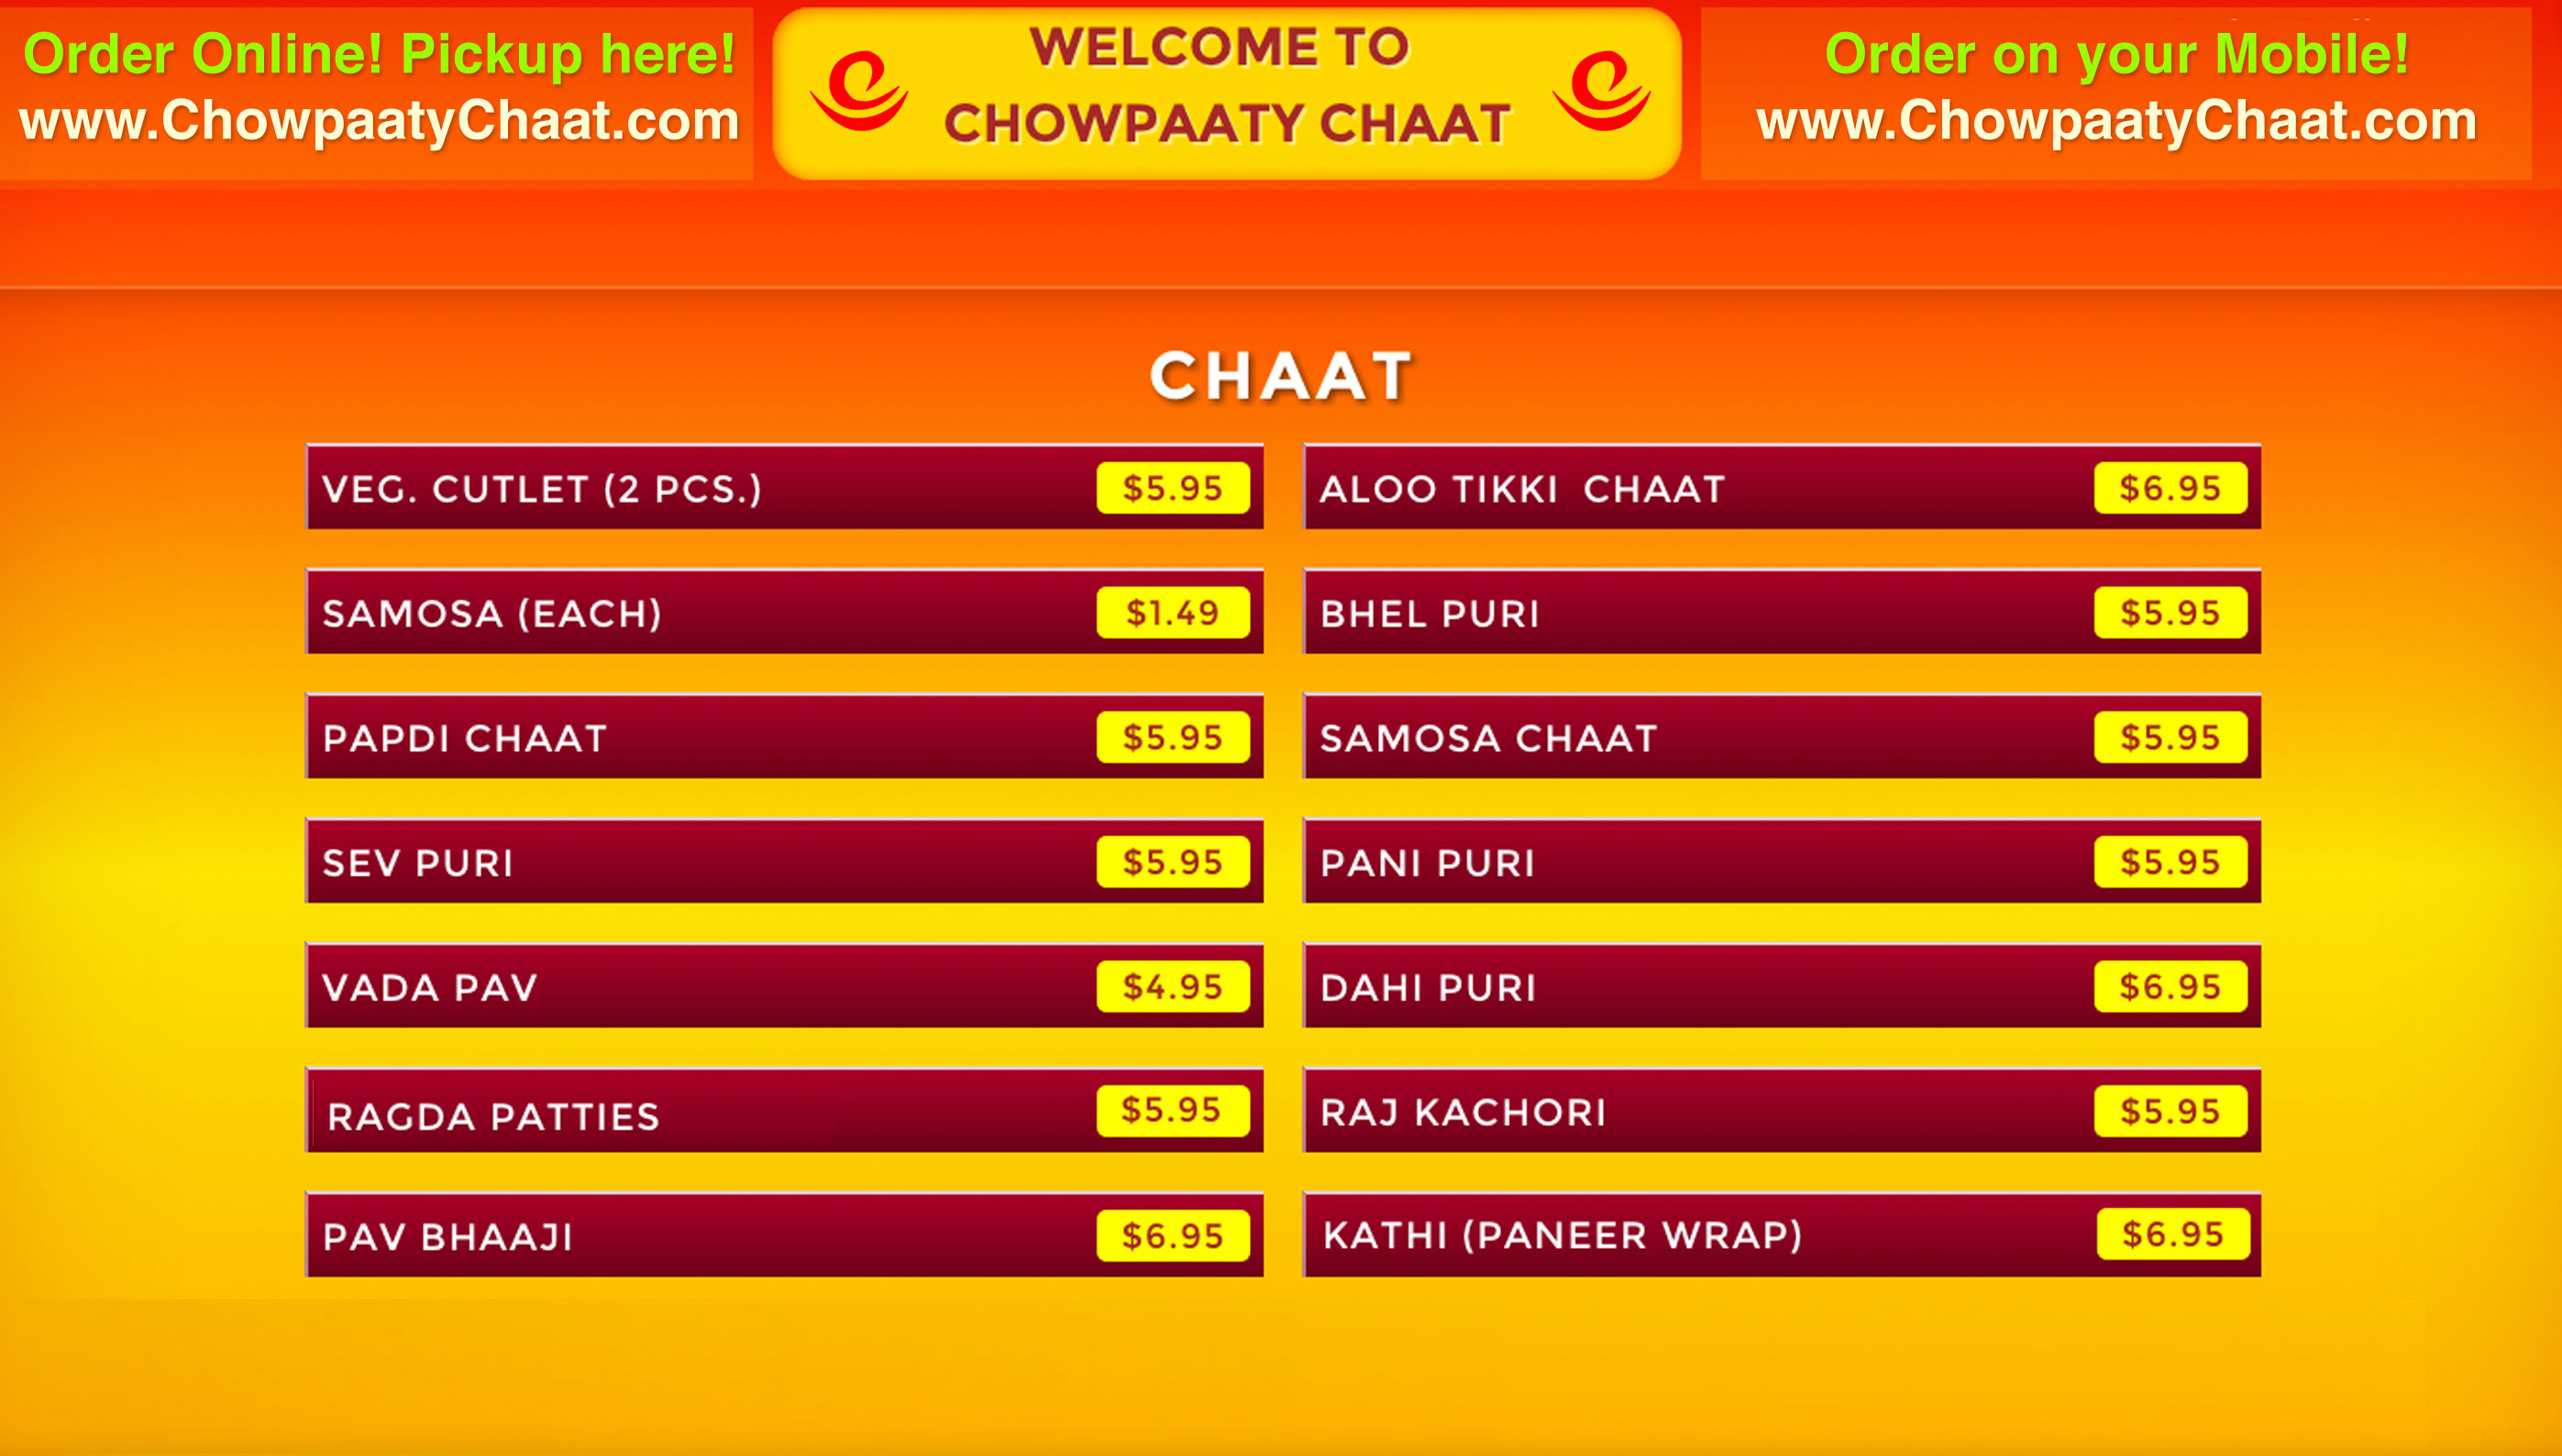 Order Online! Pickup here!
www.ChowpaatyChaat.com
WELCOME TO
CHOWPAATY CHAAT
Order on your Mobile!
www.ChowpaatyChaat.com
CHAAT
VEG. CUTLET (2 PCS.) $5.95
SAMOSA (EACH) $1.49
PAPDI CHAAT $5.95
SEV PURI $5.95
VADA PAV $4.95
RAGDA PATTIES $5.95
PAV BHAAJI $6.95
ALOO TIKKI CHAAT $6.95
BHEL PURI $5.95
SAMOSA CHAAT $5.95
PANI PURI $5.95
DAHI PURI $6.95
RAJ KACHORI $5.95
KATHI (PANEER WRAP) $6.95